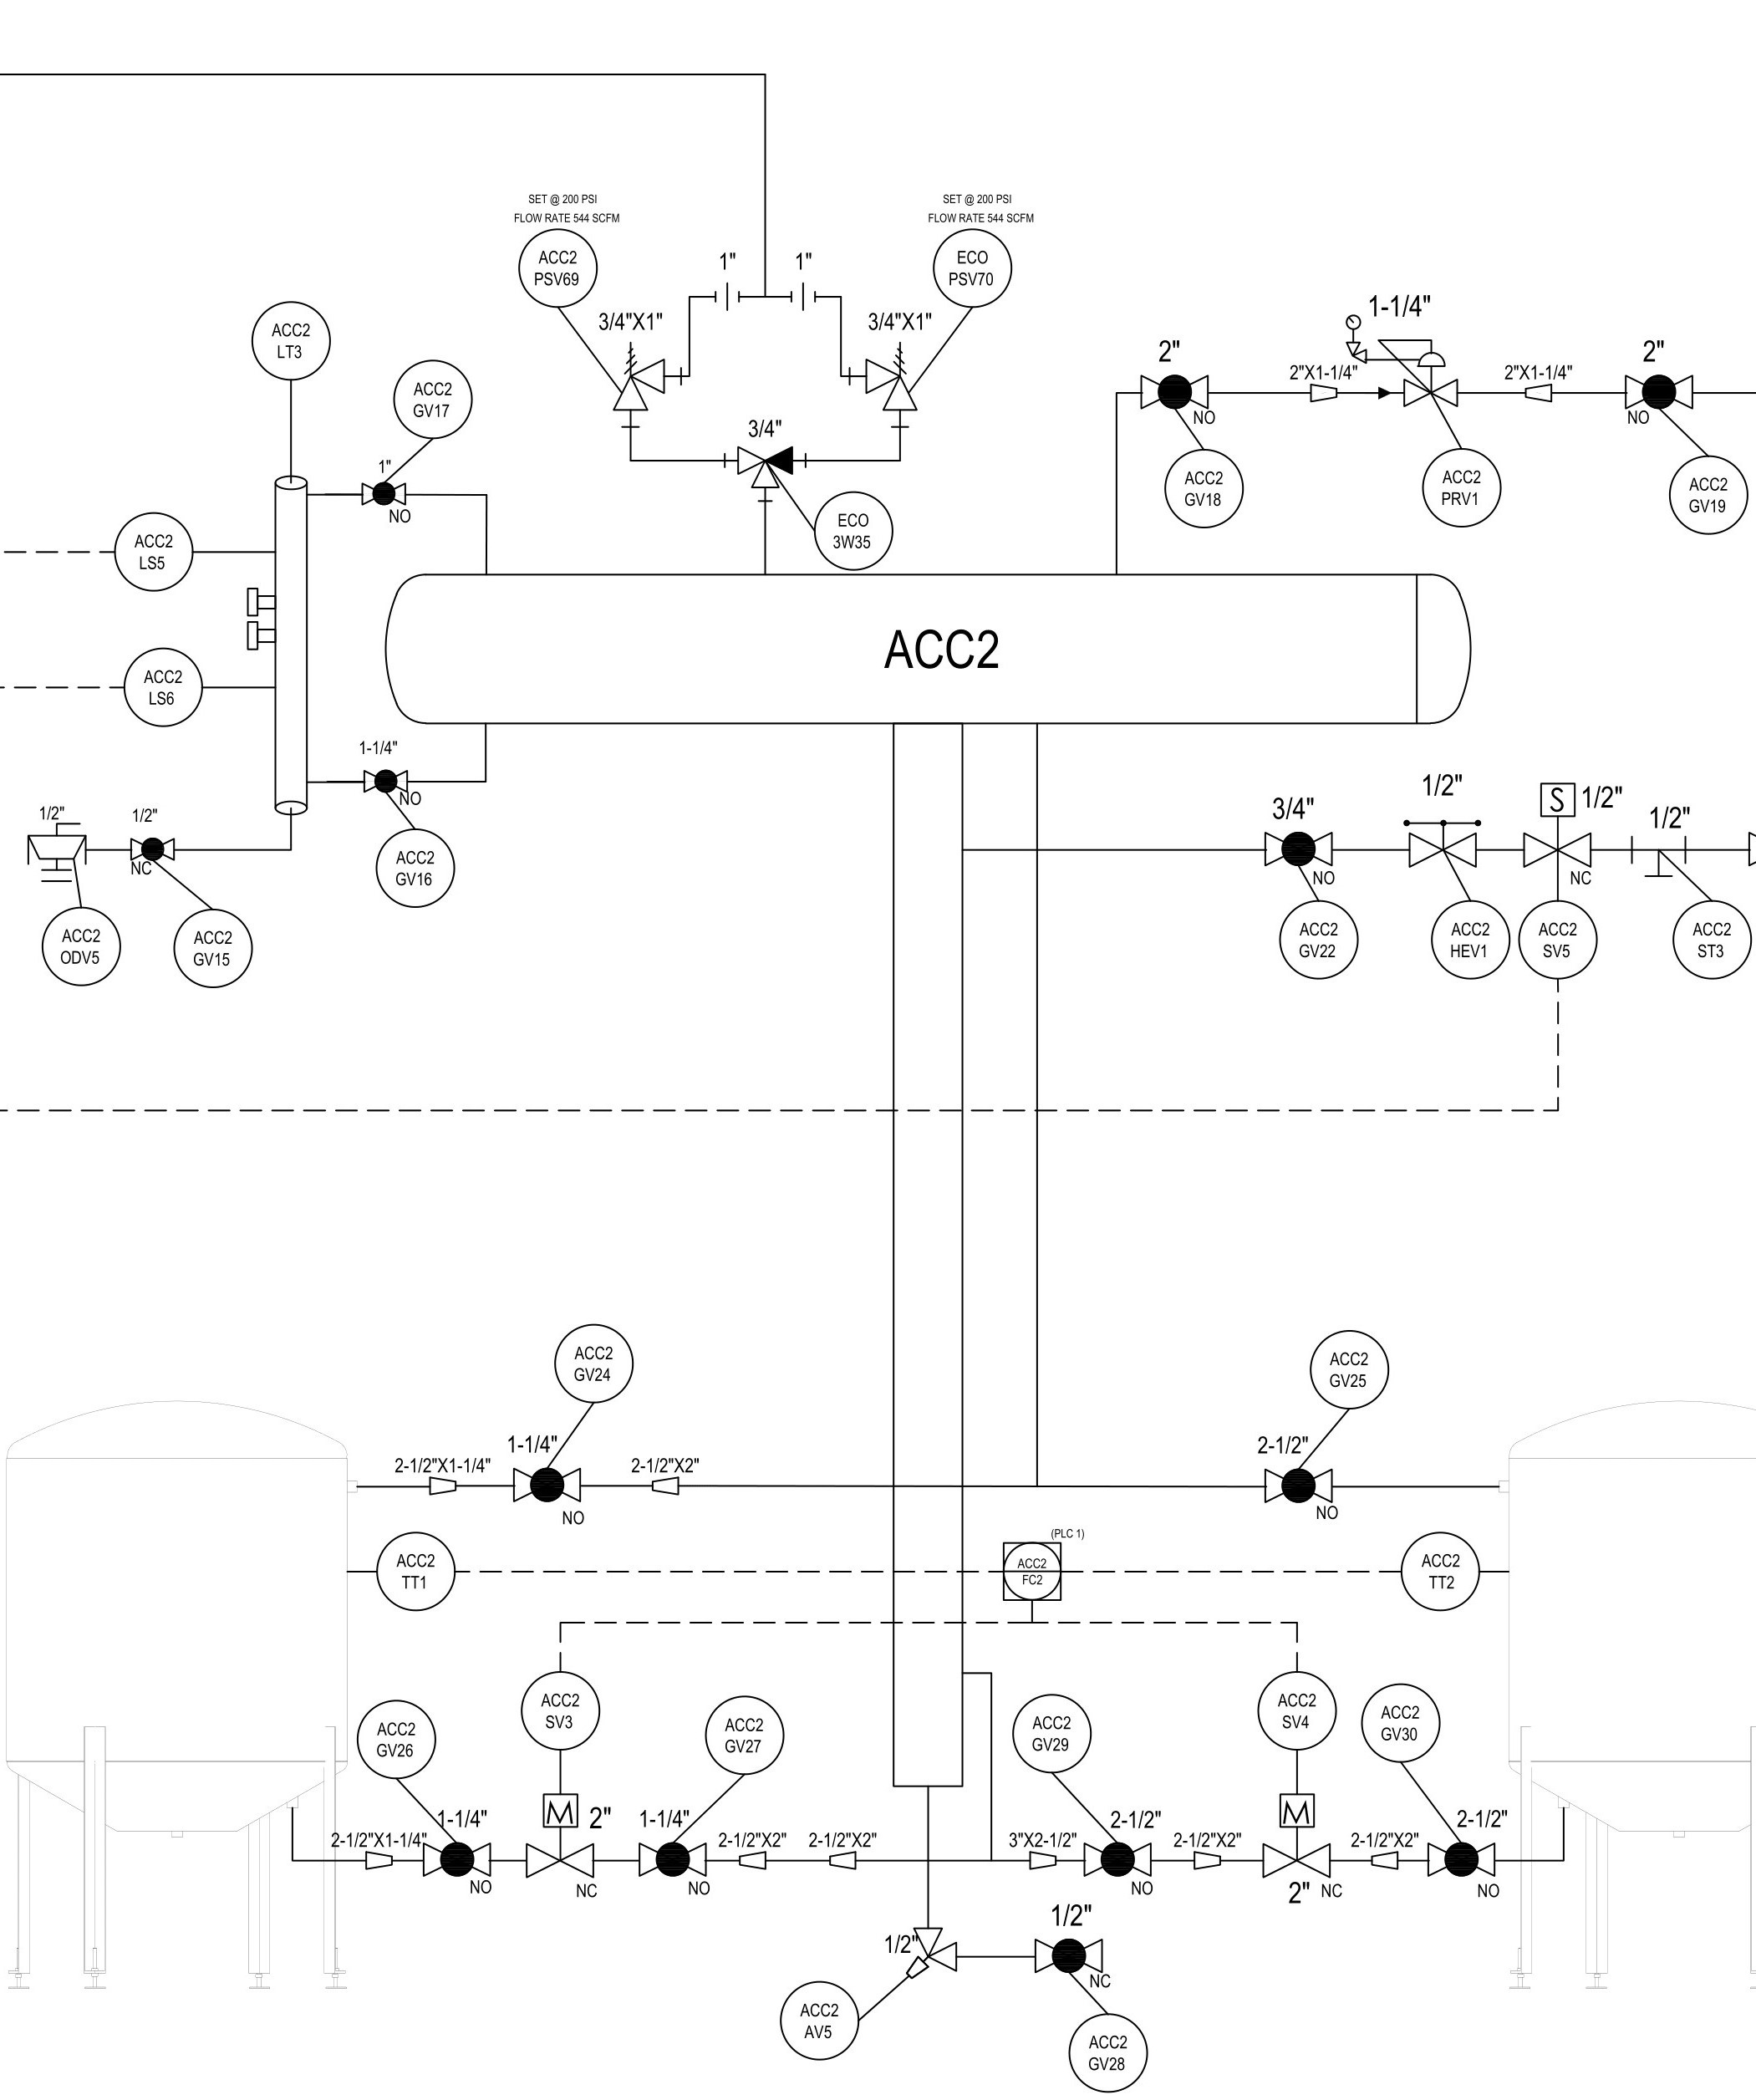 SET @ 200 PSI
FLOW RATE 544 SCFM
SET @ 200 PSI
FLOW RATE 544 SCFM
ACC2
PSV69
1"
1"
ECO
PSV70
3/4"X1"
3/4"X1"
ACC2
LT3
ACC2
GV17
1"
NO
3/4"
ECO
3W35
1-1/4"
2"
NO
2"X1-1/4"
2"X1-1/4"
2"
NO
ACC2
GV18
ACC2
PRV1
ACC2
GV19
ACC2
LS5
ACC2
LS6
ACC2
1-1/4"
NO
1/2"
1/2"
NC
ACC2
GV16
ACC2
ODV5
ACC2
GV15
3/4"
NO
1/2"
S
1/2"
NC
1/2"
ACC2
GV22
ACC2
HEV1
ACC2
SV5
ACC2
ST3
ACC2
GV24
ACC2
GV25
2-1/2"X1-1/4"
1-1/4"
NO
2-1/2"X2"
2-1/2"
NO
(PLC 1)
ACC2
TT1
ACC2
FC2
ACC2
TT2
ACC2
GV26
ACC2
SV3
ACC2
GV27
ACC2
GV29
ACC2
SV4
ACC2
GV30
2-1/2"X1-1/4"
1-1/4"
NO
M
2"
NC
1-1/4"
NO
2-1/2"X2"
2-1/2"X2"
3"X2-1/2"
2-1/2"
NO
2-1/2"X2"
M
2"
NC
2-1/2"X2"
2-1/2"
NO
1/2"
1/2"
NC
ACC2
AV5
ACC2
GV28